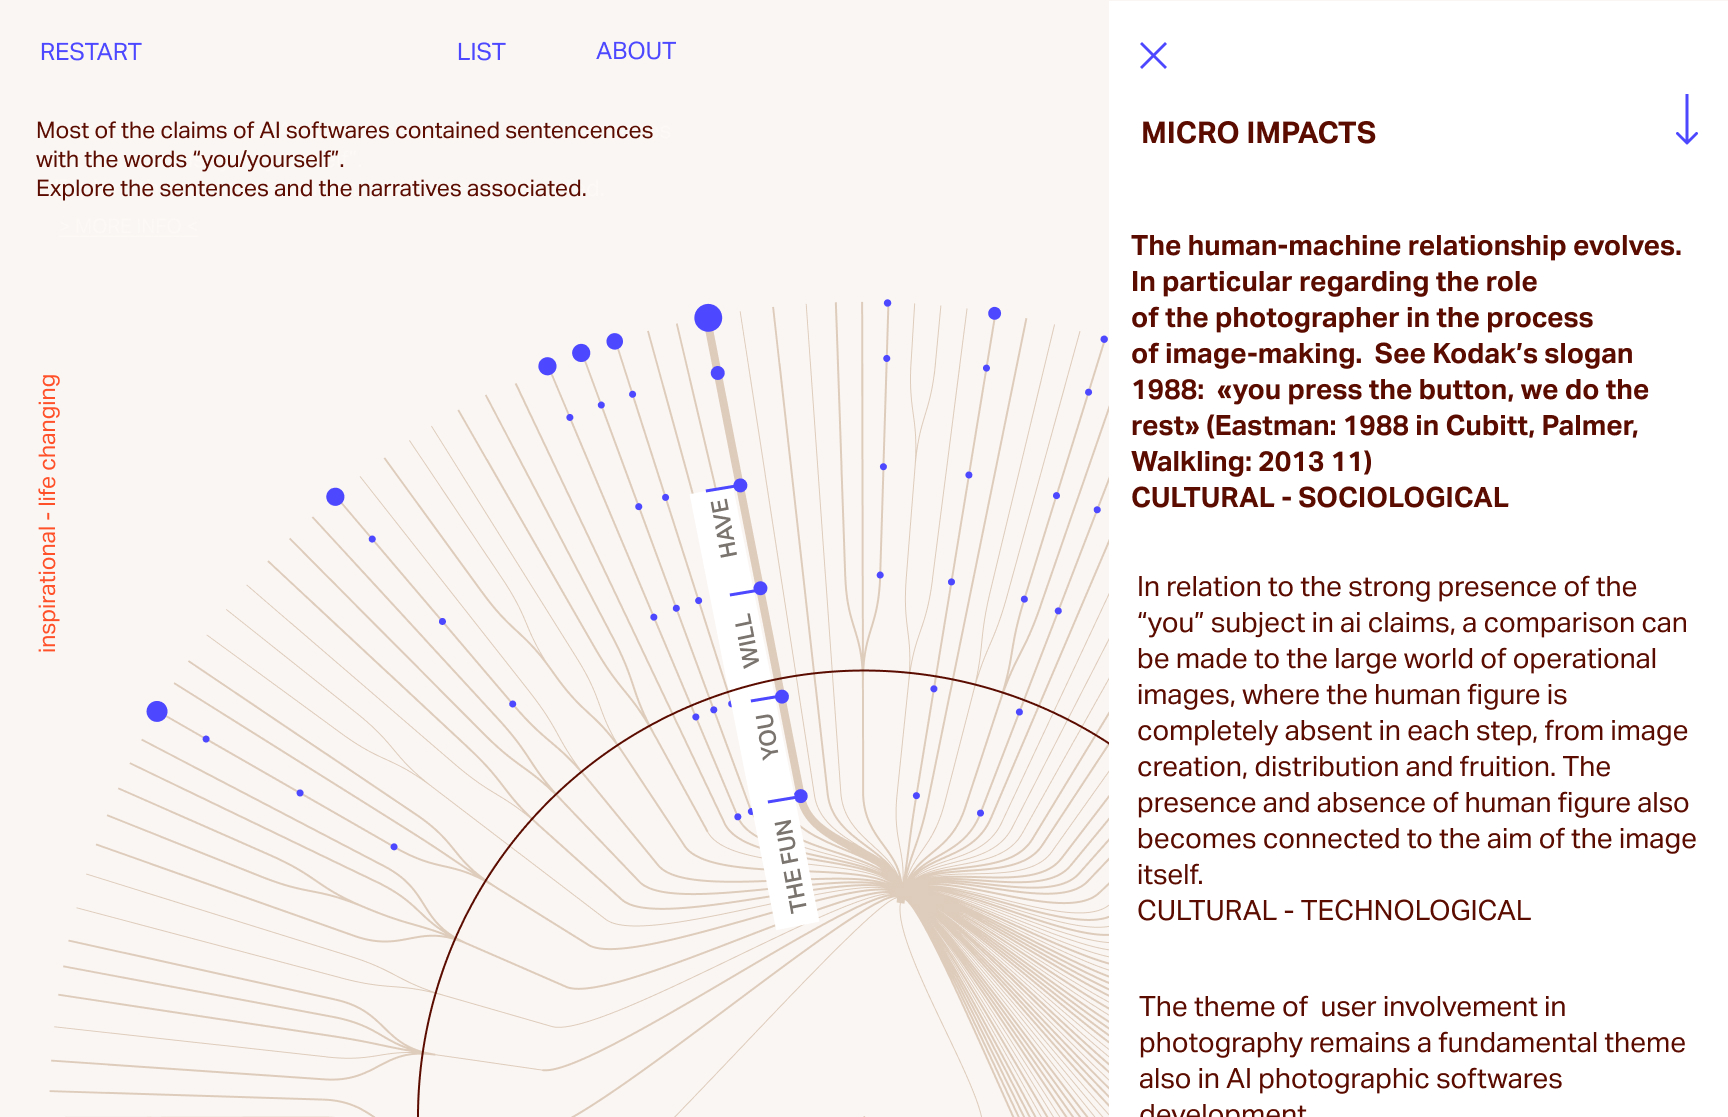 RESTART
LIST
ABOUT
Most of the claims of AI softwares contained sentencences
with the words “you/yourself”.
Explore the sentences and the narratives associated.
+ MORE INFO +
inspirational - life changing
HAVE
WILL
YOU
THE FUN
MICRO IMPACTS
The human-machine relationship evolves.
In particular regarding the role
of the photographer in the process
of image-making.  See Kodak’s slogan
1988:  «you press the button, we do the
rest» (Eastman: 1988 in Cubitt, Palmer,
Walkling: 2013 11)
CULTURAL - SOCIOLOGICAL
In relation to the strong presence of the
“you” subject in ai claims, a comparison can
be made to the large world of operational
images, where the human figure is
completely absent in each step, from image
creation, distribution and fruition. The
presence and absence of human figure also
becomes connected to the aim of the image
itself.
CULTURAL - TECHNOLOGICAL
The theme of  user involvement in
photography remains a fundamental theme
also in AI photographic softwares
development